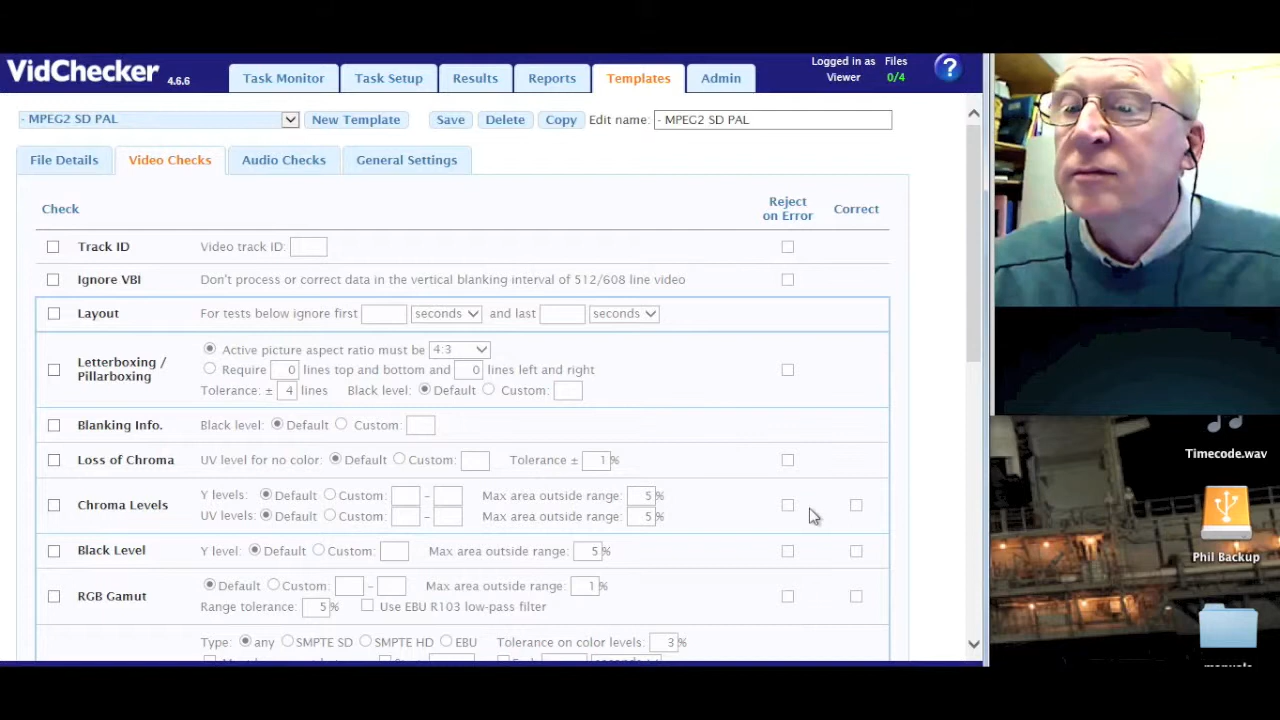 VidChecker 4.6.6
Task Monitor
Task Setup
Results
Reports
Templates
Admin
Logged in as Viewer
Files 0/4
?
- MPEG2 SD PAL
New Template
Save
Delete
Copy
Edit name: - MPEG2 SD PAL
File Details
Video Checks
Audio Checks
General Settings
Check
Reject on Error
Correct
Track ID
Video track ID:
Ignore VBI
Don't process or correct data in the vertical blanking interval of 512/608 line video
Layout
For tests below ignore first seconds and last seconds
Letterboxing / Pillarboxing
Active picture aspect ratio must be 4:3
Require 0 lines top and bottom and 0 lines left and right
Tolerance: ± 4 lines Black level: Default Custom:
Blanking Info.
Black level: Default Custom:
Loss of Chroma
UV level for no color: Default Custom: Tolerance ± 1 %
Chroma Levels
Y levels: Default Custom: – Max area outside range: 5 %
UV levels: Default Custom: – Max area outside range: 5 %
Black Level
Y level: Default Custom: Max area outside range: 5 %
RGB Gamut
Default Custom: – Max area outside range: 1 %
Range tolerance: 5 % Use EBU R103 low-pass filter
Type: any SMPTE SD SMPTE HD EBU Tolerance on color levels: 3 %
Timecode.wav
Phil Backup
manuals